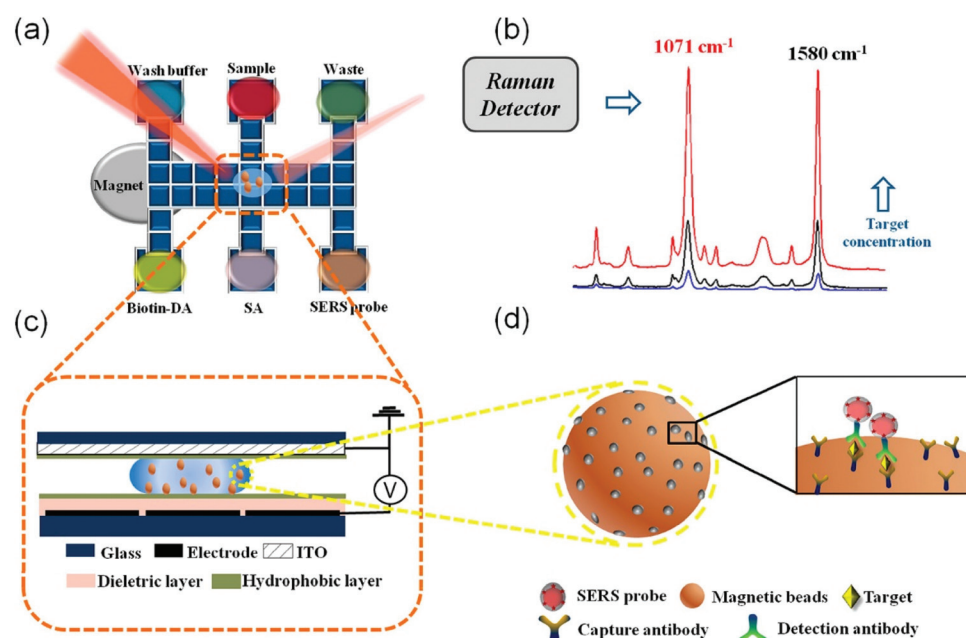 (a)
Wash buffer
Sample
Waste
Magnet
Biotin-DA
SA
SERS probe
(b)
Raman
Detector
1071 cm⁻¹
1580 cm⁻¹
Target
concentration
(c)
V
Glass
Electrode
ITO
Dieletric layer
Hydrophobic layer
(d)
SERS probe
Magnetic beads
Target
Capture antibody
Detection antibody